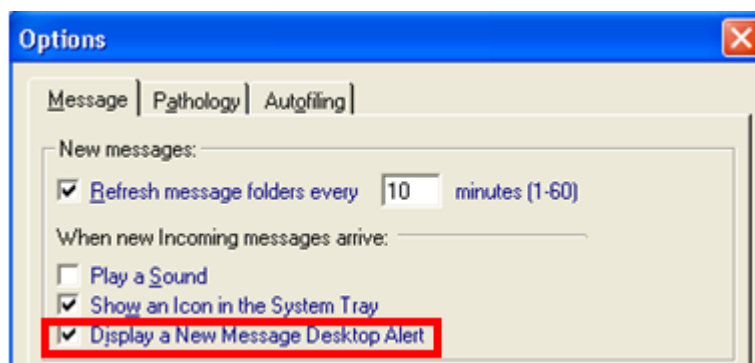 Options
Message Pathology Autofiling
New messages:
Refresh message folders every 10 minutes (1-60)
When new Incoming messages arrive:
Play a Sound
Show an Icon in the System Tray
Display a New Message Desktop Alert